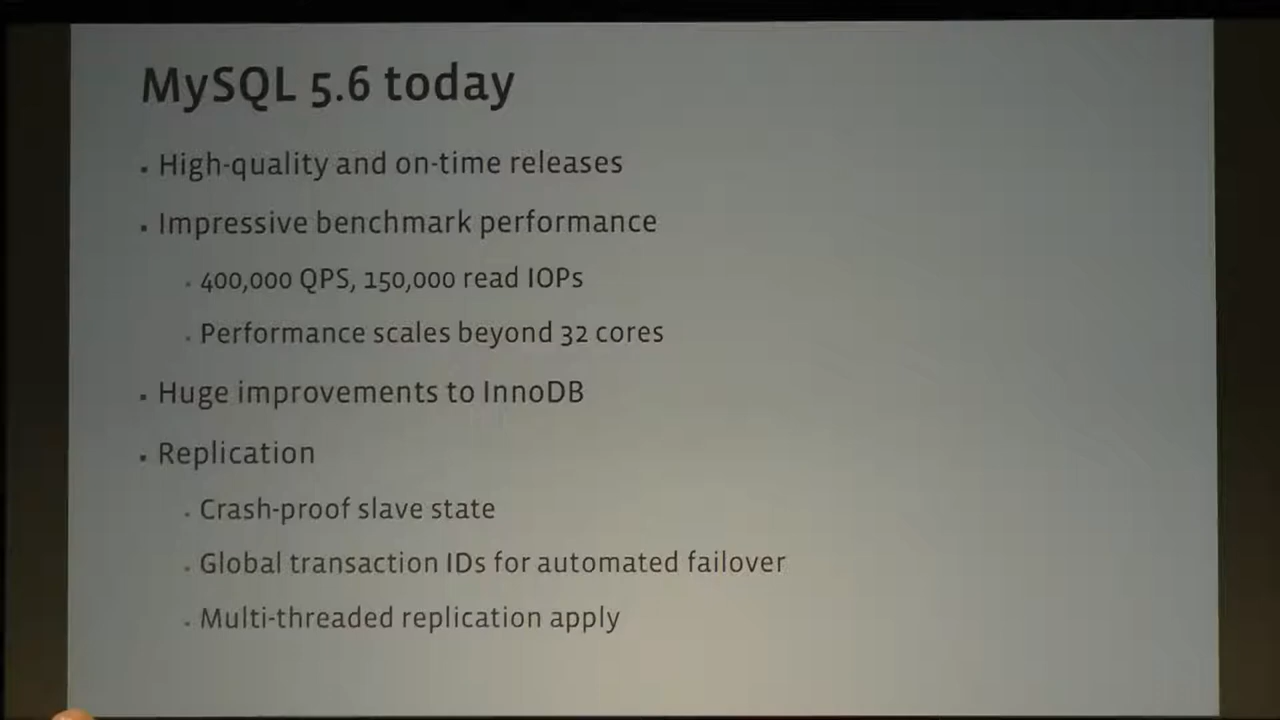 MySQL 5.6 today
▪ High-quality and on-time releases
▪ Impressive benchmark performance
▪ 400,000 QPS, 150,000 read IOPs
▪ Performance scales beyond 32 cores
▪ Huge improvements to InnoDB
▪ Replication
▪ Crash-proof slave state
▪ Global transaction IDs for automated failover
▪ Multi-threaded replication apply